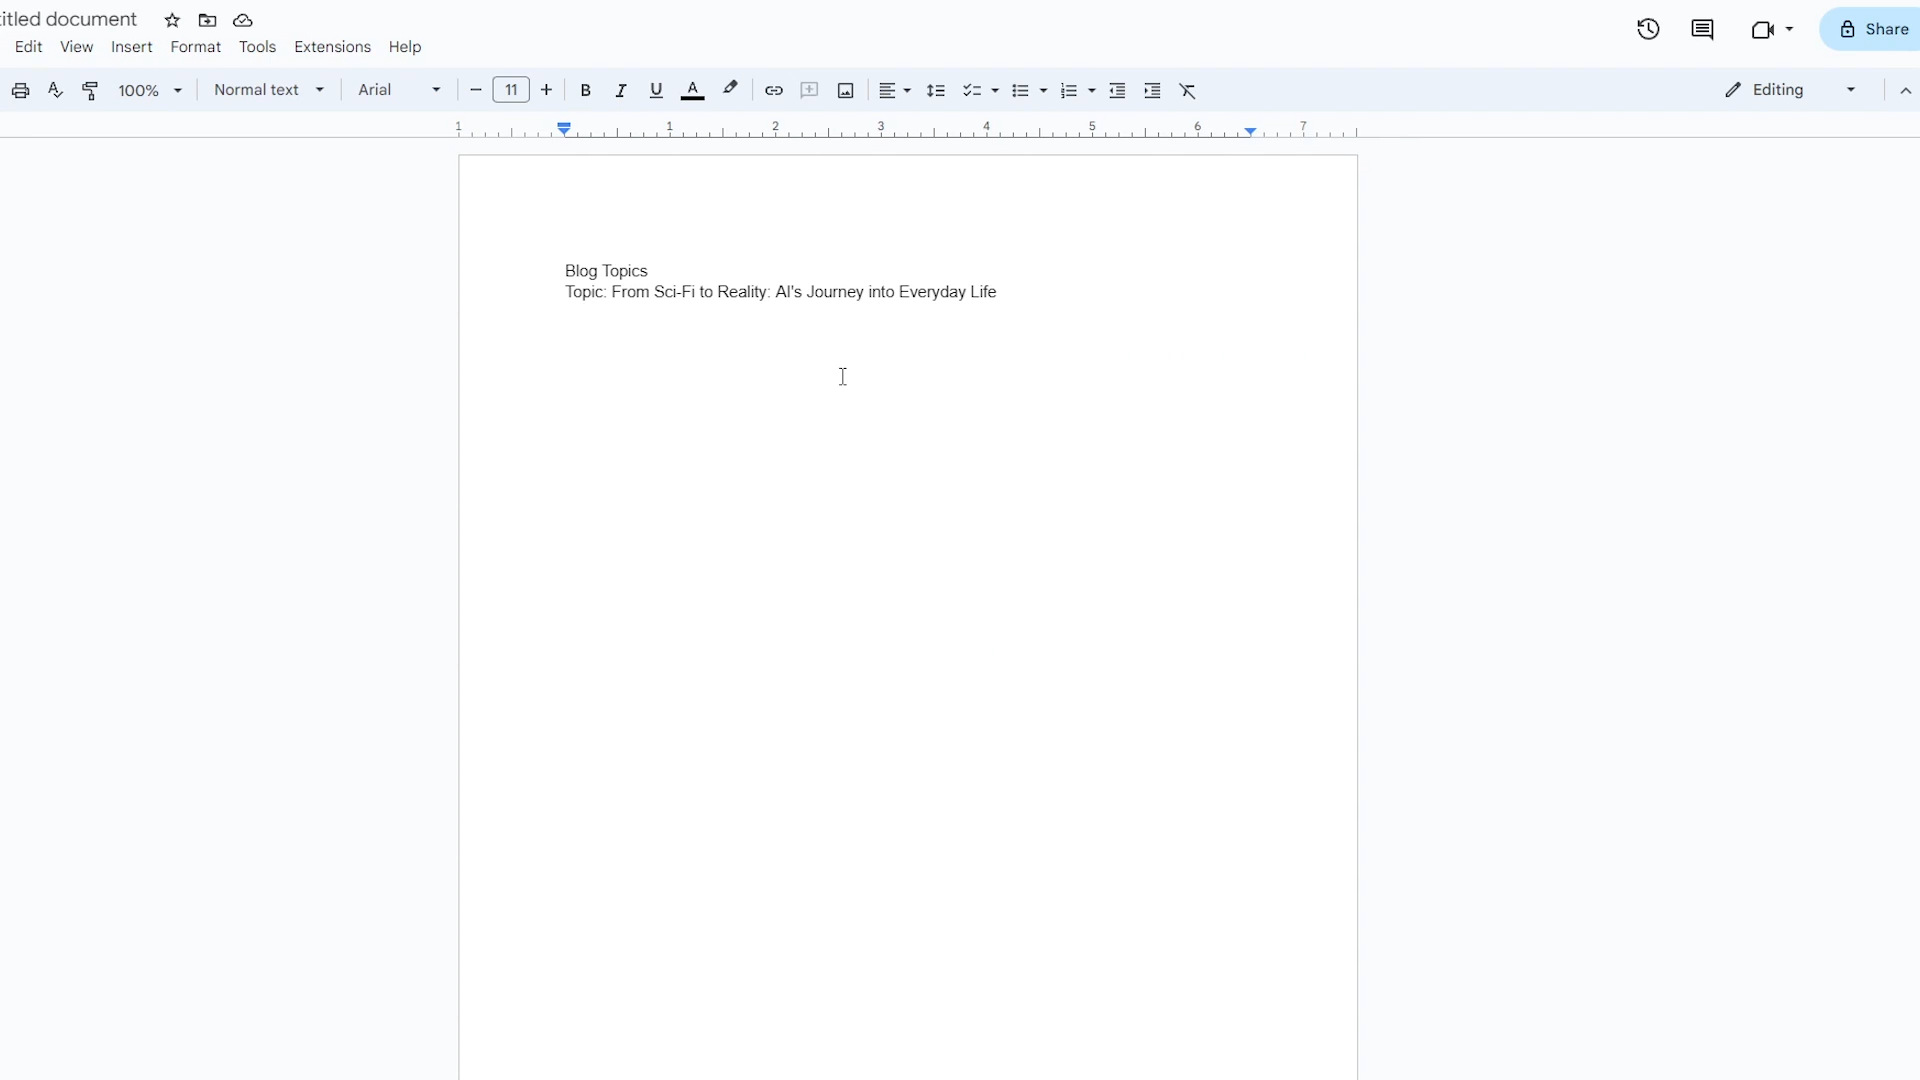 itled document
Edit View Insert Format Tools Extensions Help
Share
100% Normal text Arial 11 B I U A Editing
1 1 2 3 4 5 6 7
Blog Topics
Topic: From Sci-Fi to Reality: AI's Journey into Everyday Life